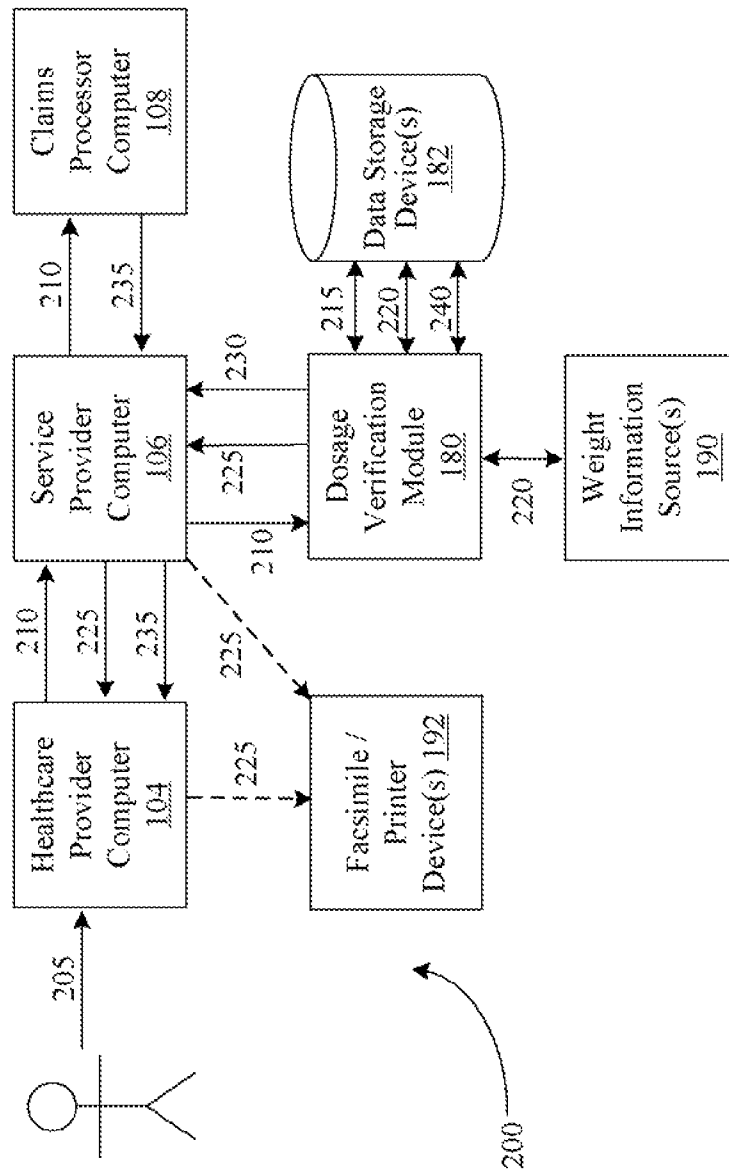 205
Healthcare
Provider
Computer
104
210
225
235
Service
Provider
Computer
106
210
235
Claims
Processor
Computer
108
225
225
210
225
230
Facsimile /
Printer
Device(s) 192
Dosage
Verification
Module
180
215
220
240
Data Storage
Device(s)
182
220
Weight
Information
Source(s)
190
200